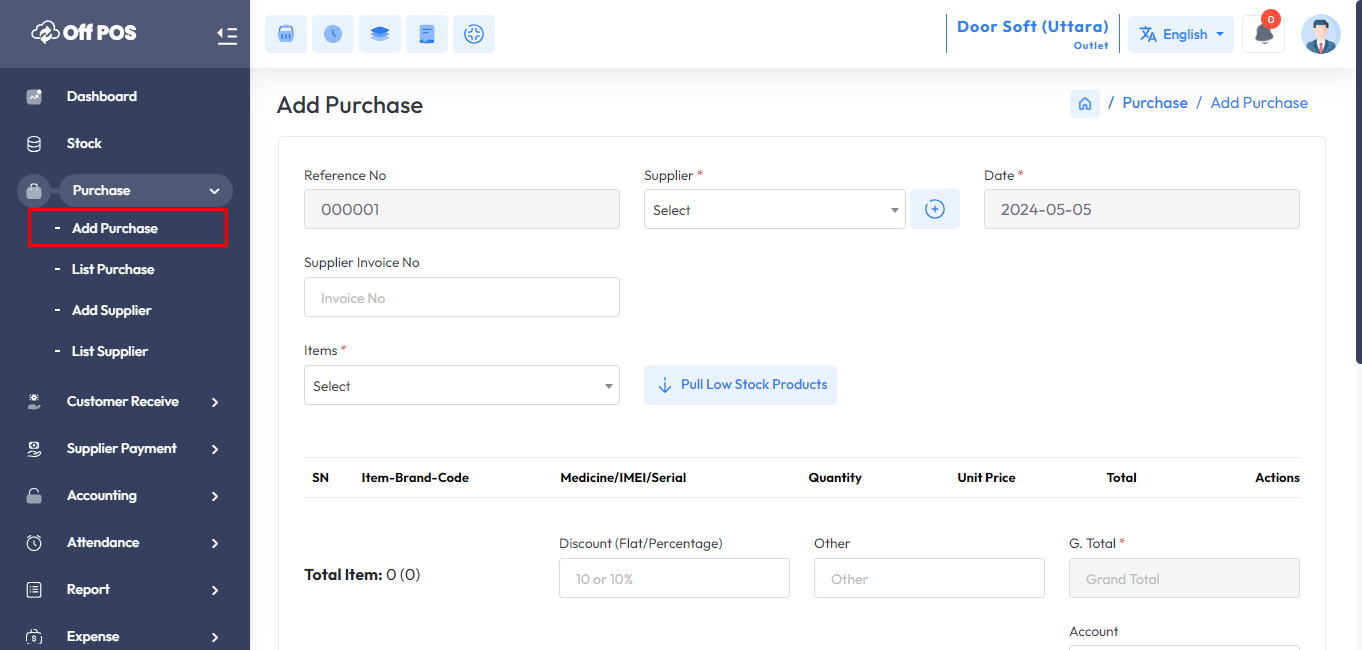 Off POS
Door Soft (Uttara)
Outlet
English
0
Dashboard
Stock
Purchase
- Add Purchase
- List Purchase
- Add Supplier
- List Supplier
Customer Receive
Supplier Payment
Accounting
Attendance
Report
Expense
Add Purchase
/ Purchase / Add Purchase
Reference No
000001
Supplier *
Select
Date *
2024-05-05
Supplier Invoice No
Invoice No
Items *
Select
Pull Low Stock Products
SN Item-Brand-Code Medicine/IMEI/Serial Quantity Unit Price Total Actions
Total Item: 0 (0)
Discount (Flat/Percentage)
10 or 10%
Other
Other
G. Total *
Grand Total
Account